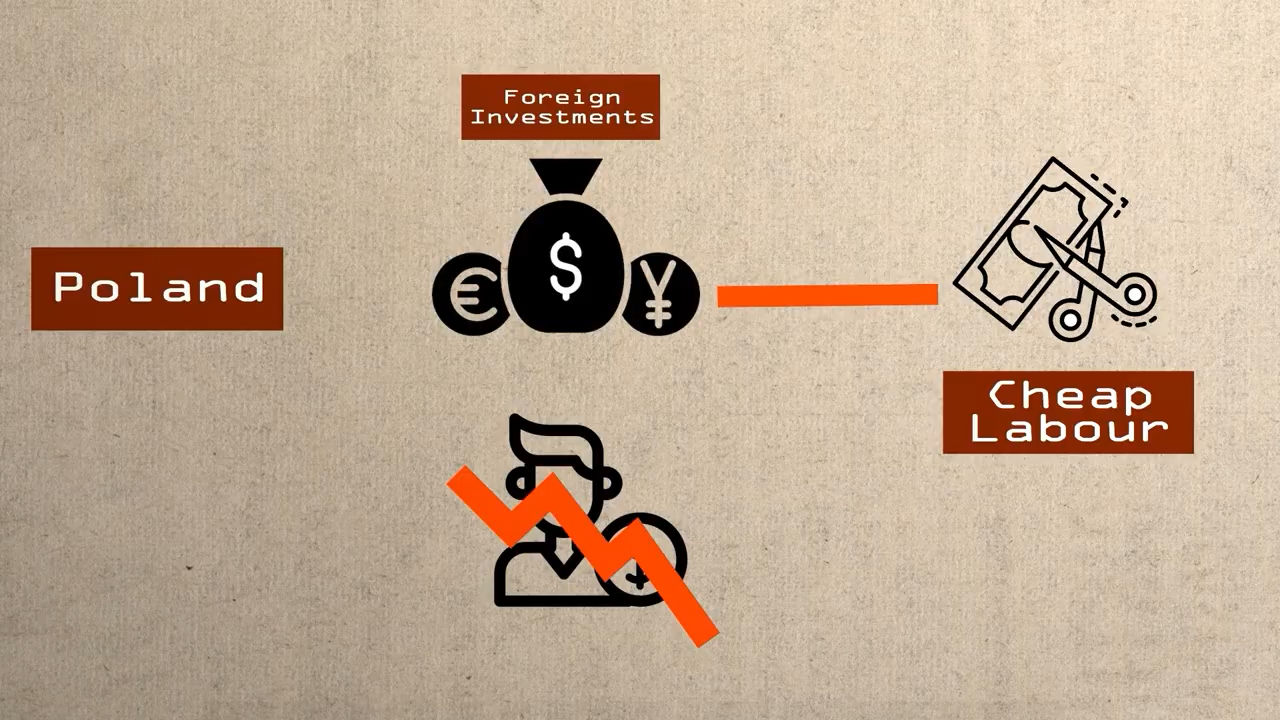 Foreign
Investments
$
€
¥
Poland
Cheap
Labour